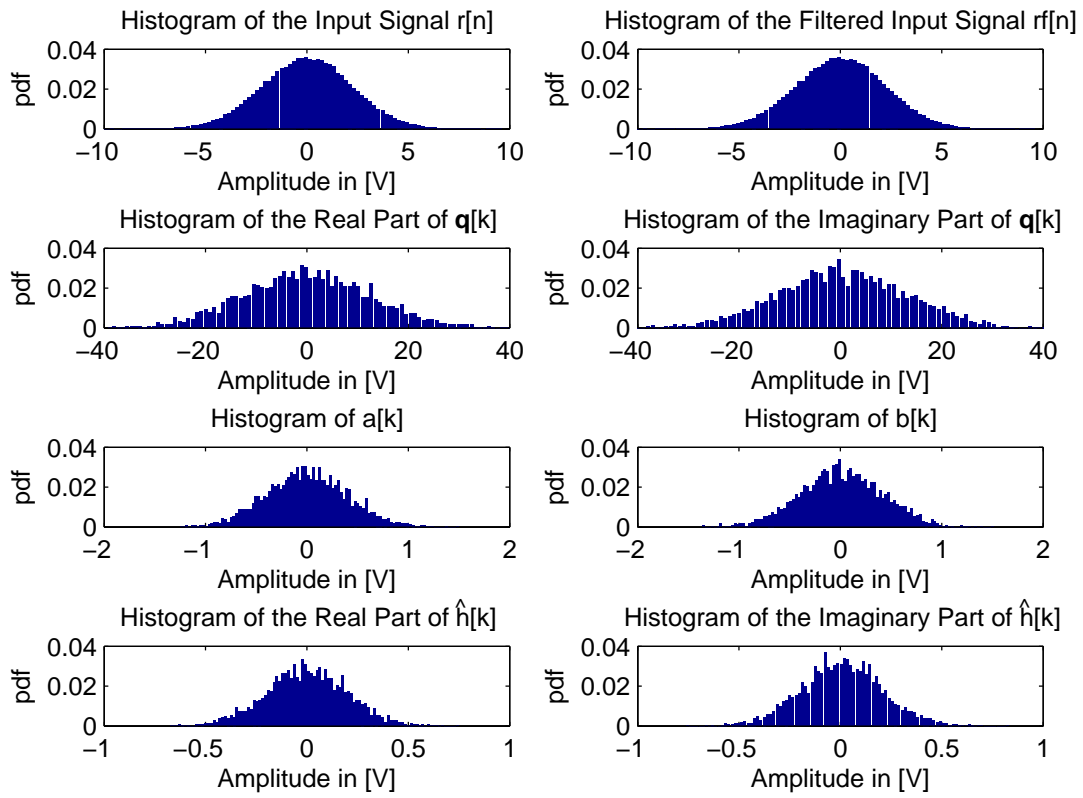 Histogram of the Input Signal r[n]
pdf
0.04
0.02
0
−10
−5
0
5
10
Amplitude in [V]
Histogram of the Filtered Input Signal rf[n]
pdf
0.04
0.02
0
−10
−5
0
5
10
Amplitude in [V]
Histogram of the Real Part of q[k]
pdf
0.04
0.02
0
−40
−20
0
20
40
Amplitude in [V]
Histogram of the Imaginary Part of q[k]
pdf
0.04
0.02
0
−40
−20
0
20
40
Amplitude in [V]
Histogram of a[k]
pdf
0.04
0.02
0
−2
−1
0
1
2
Amplitude in [V]
Histogram of b[k]
pdf
0.04
0.02
0
−2
−1
0
1
2
Amplitude in [V]
Histogram of the Real Part of ĥ[k]
pdf
0.04
0.02
0
−1
−0.5
0
0.5
1
Amplitude in [V]
Histogram of the Imaginary Part of ĥ[k]
pdf
0.04
0.02
0
−1
−0.5
0
0.5
1
Amplitude in [V]